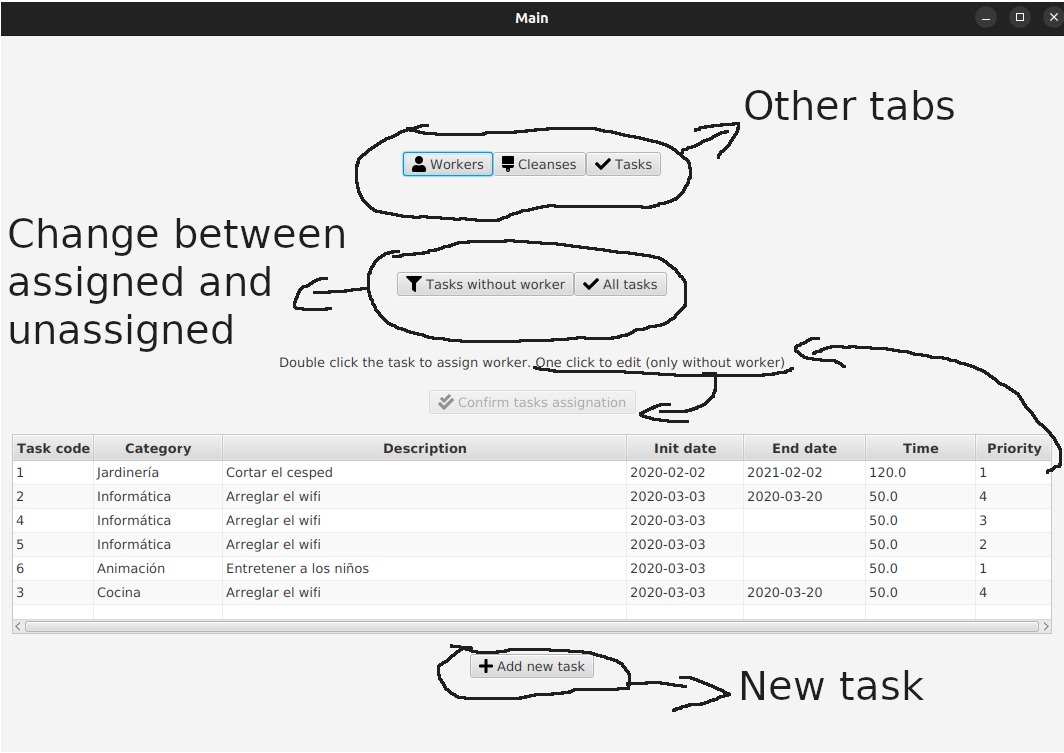 Main
Other tabs
Workers Cleanses Tasks
Change between
assigned and
unassigned
Tasks without worker All tasks
Double click the task to assign worker. One click to edit (only without worker)
Confirm tasks assignation
Task code Category Description Init date End date Time Priority
1 Jardinería Cortar el cesped 2020-02-02 2021-02-02 120.0 1
2 Informática Arreglar el wifi 2020-03-03 2020-03-20 50.0 4
4 Informática Arreglar el wifi 2020-03-03 50.0 3
5 Informática Arreglar el wifi 2020-03-03 50.0 2
6 Animación Entretener a los niños 2020-03-03 50.0 1
3 Cocina Arreglar el wifi 2020-03-03 2020-03-20 50.0 4
Add new task
New task